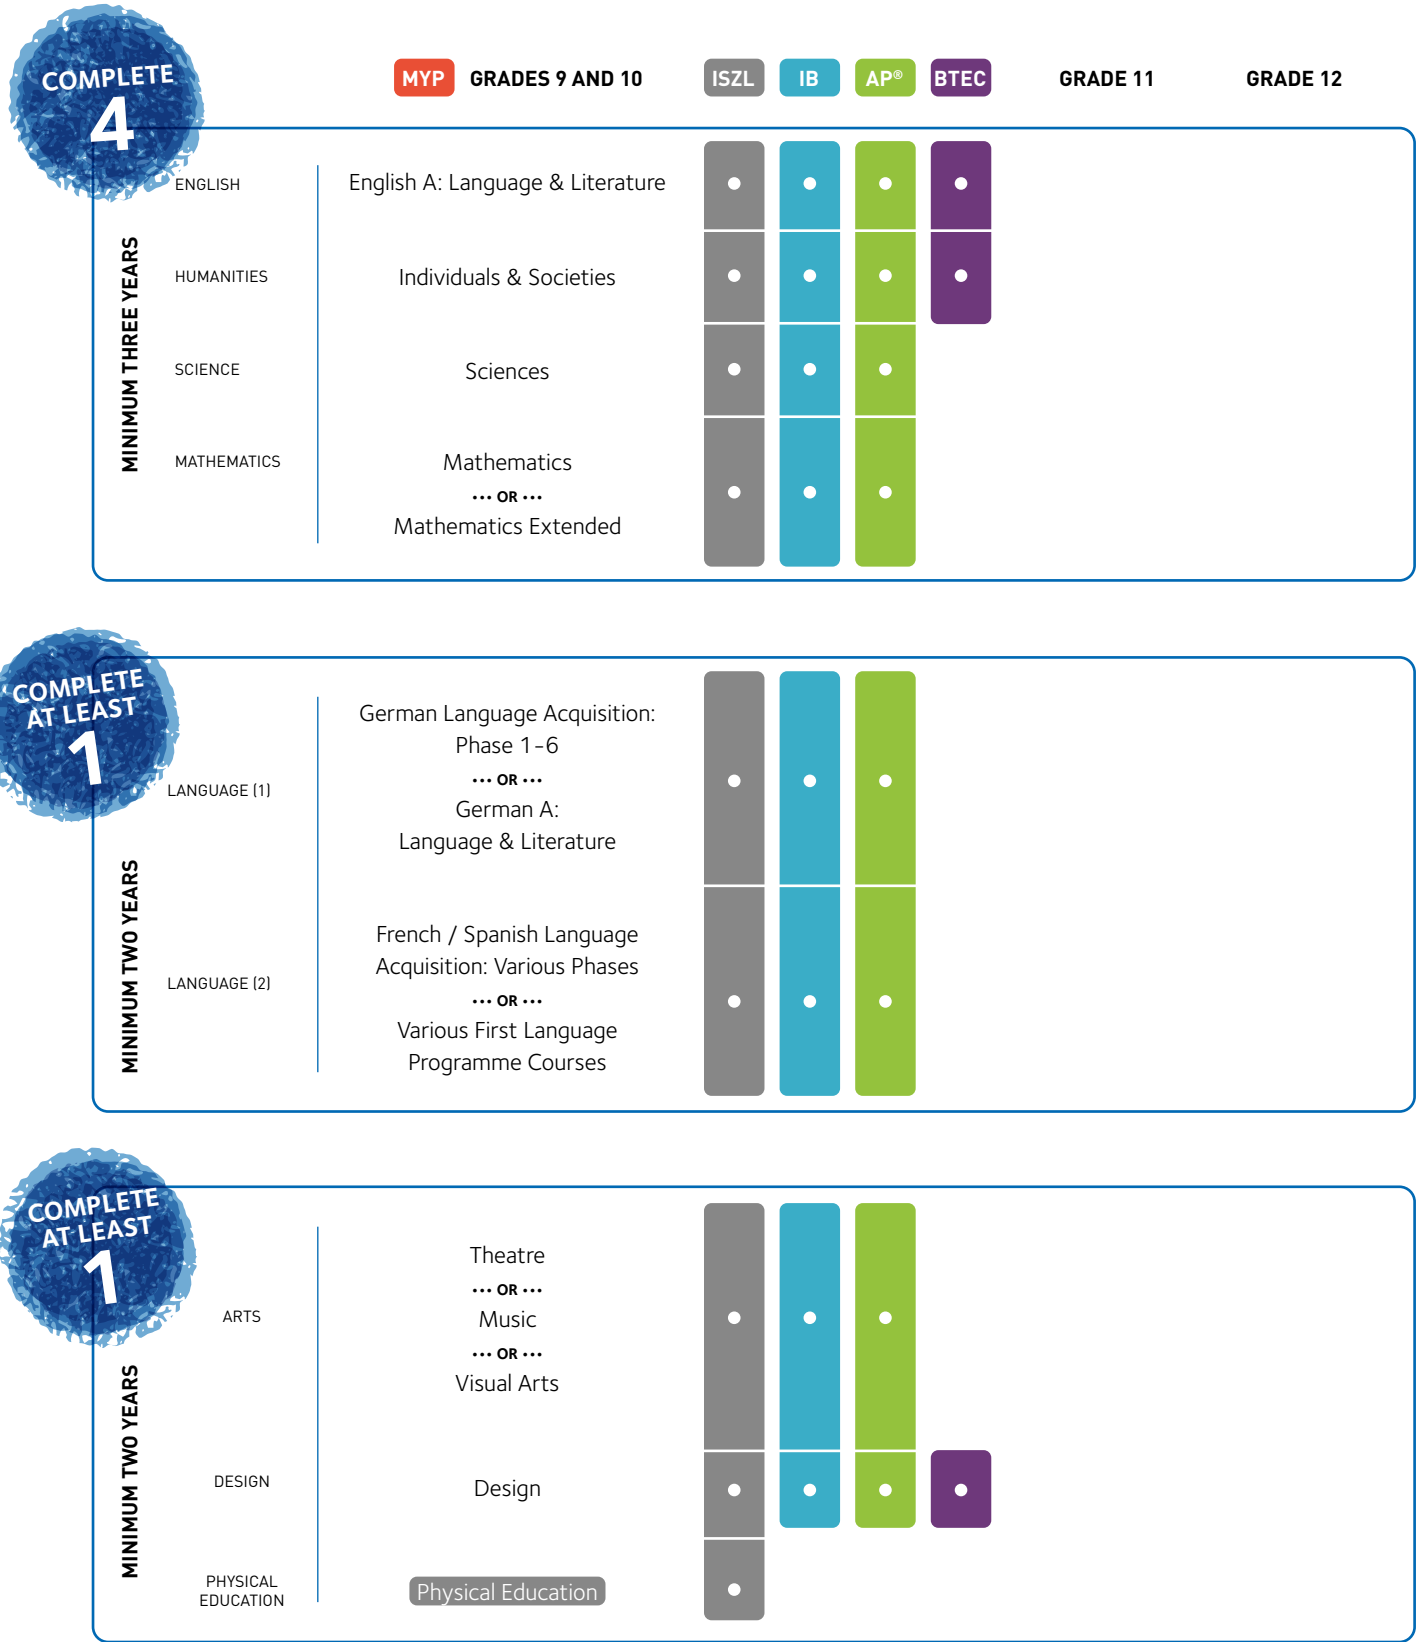 COMPLETE
4
MYP GRADES 9 AND 10 ISZL IB AP® BTEC GRADE 11 GRADE 12
MINIMUM THREE YEARS
ENGLISH English A: Language & Literature
HUMANITIES Individuals & Societies
SCIENCE Sciences
MATHEMATICS Mathematics
••• OR •••
Mathematics Extended
COMPLETE
AT LEAST
1
MINIMUM TWO YEARS
LANGUAGE (1)
German Language Acquisition:
Phase 1-6
••• OR •••
German A:
Language & Literature
LANGUAGE (2)
French / Spanish Language
Acquisition: Various Phases
••• OR •••
Various First Language
Programme Courses
COMPLETE
AT LEAST
1
MINIMUM TWO YEARS
ARTS
Theatre
••• OR •••
Music
••• OR •••
Visual Arts
DESIGN Design
PHYSICAL
EDUCATION
Physical Education